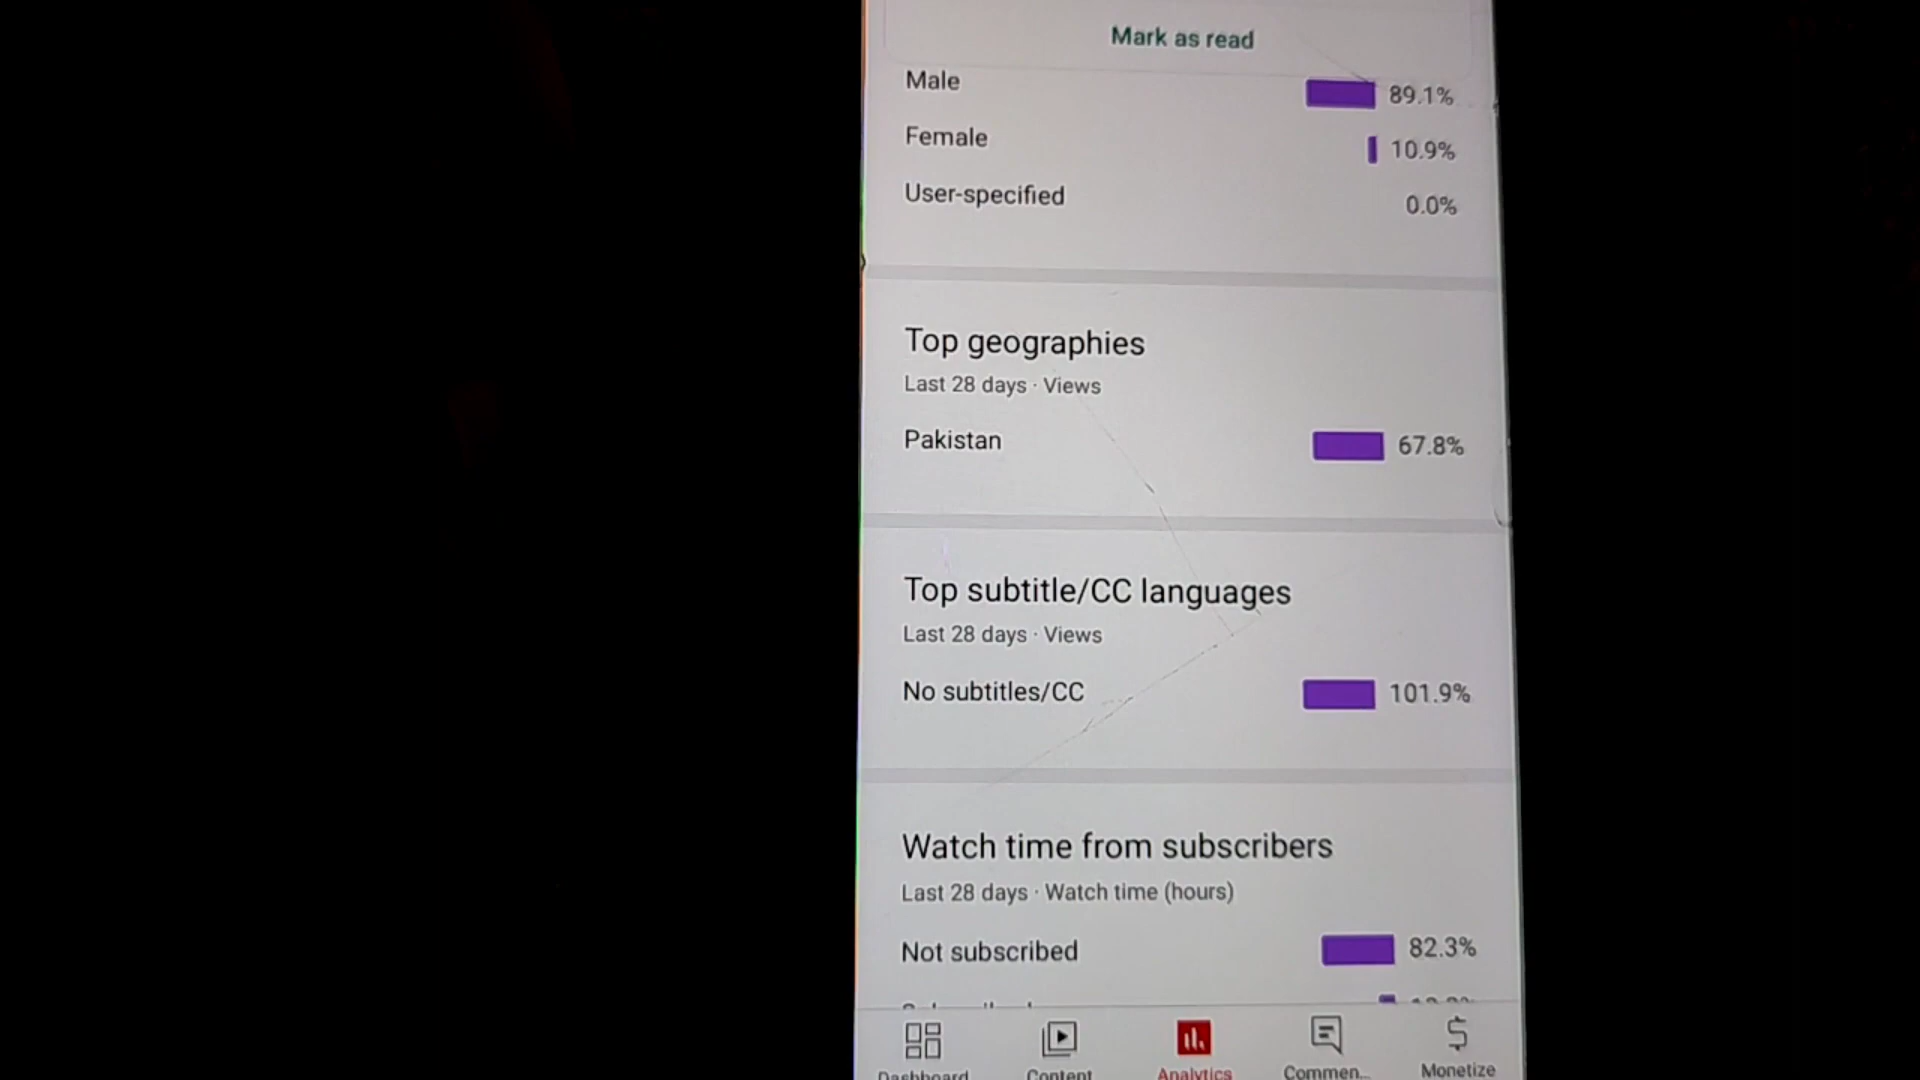 Mark as read
Male 89.1%
Female 10.9%
User-specified 0.0%
Top geographies
Last 28 days · Views
Pakistan 67.8%
Top subtitle/CC languages
Last 28 days · Views
No subtitles/CC 101.9%
Watch time from subscribers
Last 28 days · Watch time (hours)
Not subscribed 82.3%
Dashboard Content Analytics Commen... Monetize